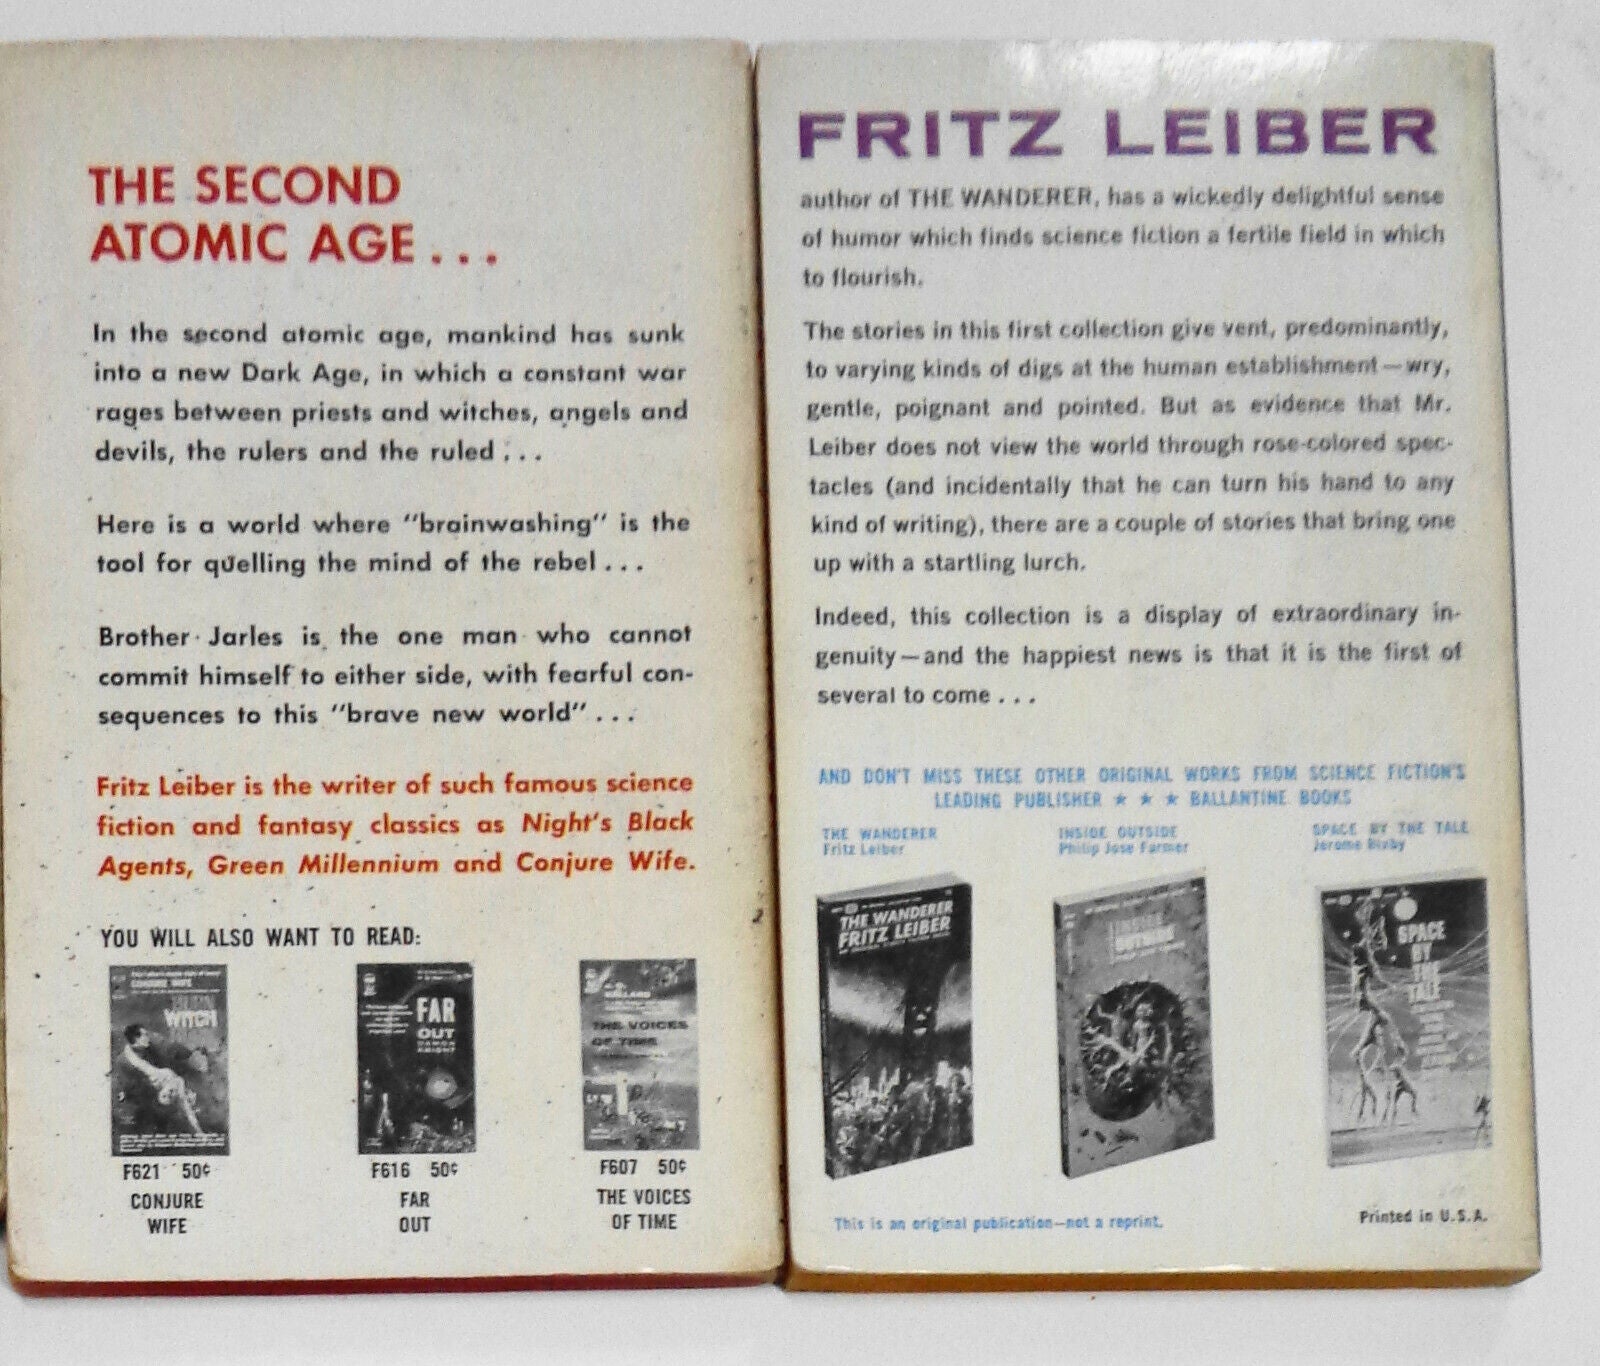 THE SECOND
ATOMIC AGE...
In the second atomic age, mankind has sunk
into a new Dark Age, in which a constant war
rages between priests and witches, angels and
devils, the rulers and the ruled...
Here is a world where "brainwashing" is the
tool for quelling the mind of the rebel...
Brother Jarles is the one man who cannot
commit himself to either side, with fearful con-
sequences to this "brave new world"...
Fritz Leiber is the writer of such famous science
fiction and fantasy classics as Night's Black
Agents, Green Millennium and Conjure Wife.
YOU WILL ALSO WANT TO READ:
CONJURE WIFE
WITCH
FAR
OUT
DAMON
KNIGHT
THE VOICES
OF TIME
F621 50¢
CONJURE
WIFE
F616 50¢
FAR
OUT
F607 50¢
THE VOICES
OF TIME
FRITZ LEIBER
author of THE WANDERER, has a wickedly delightful sense
of humor which finds science fiction a fertile field in which
to flourish.
The stories in this first collection give vent, predominantly,
to varying kinds of digs at the human establishment—wry,
gentle, poignant and pointed. But as evidence that Mr.
Leiber does not view the world through rose-colored spec-
tacles (and incidentally that he can turn his hand to any
kind of writing), there are a couple of stories that bring one
up with a startling lurch.
Indeed, this collection is a display of extraordinary in-
genuity—and the happiest news is that it is the first of
several to come...
AND DON'T MISS THESE OTHER ORIGINAL WORKS FROM SCIENCE FICTION'S
LEADING PUBLISHER ★ ★ ★ BALLANTINE BOOKS
THE WANDERER
Fritz Leiber
INSIDE OUTSIDE
Philip Jose Farmer
SPACE BY THE TALE
Jerome Bixby
THE WANDERER
FRITZ LEIBER
INSIDE
OUTSIDE
SPACE
BY
THE
TALE
This is an original publication—not a reprint.
Printed in U.S.A.